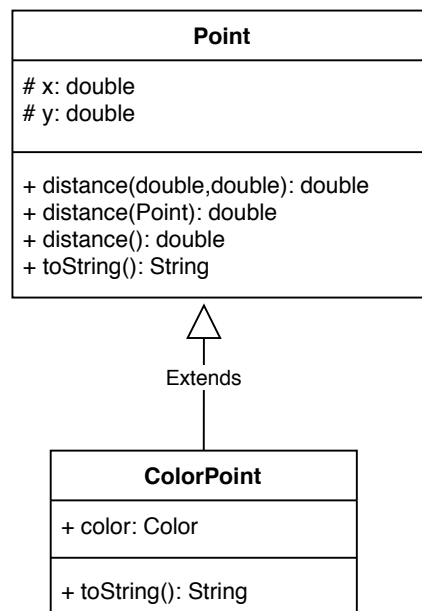 Point
# x: double
# y: double
+ distance(double,double): double
+ distance(Point): double
+ distance(): double
+ toString(): String
Extends
ColorPoint
+ color: Color
+ toString(): String